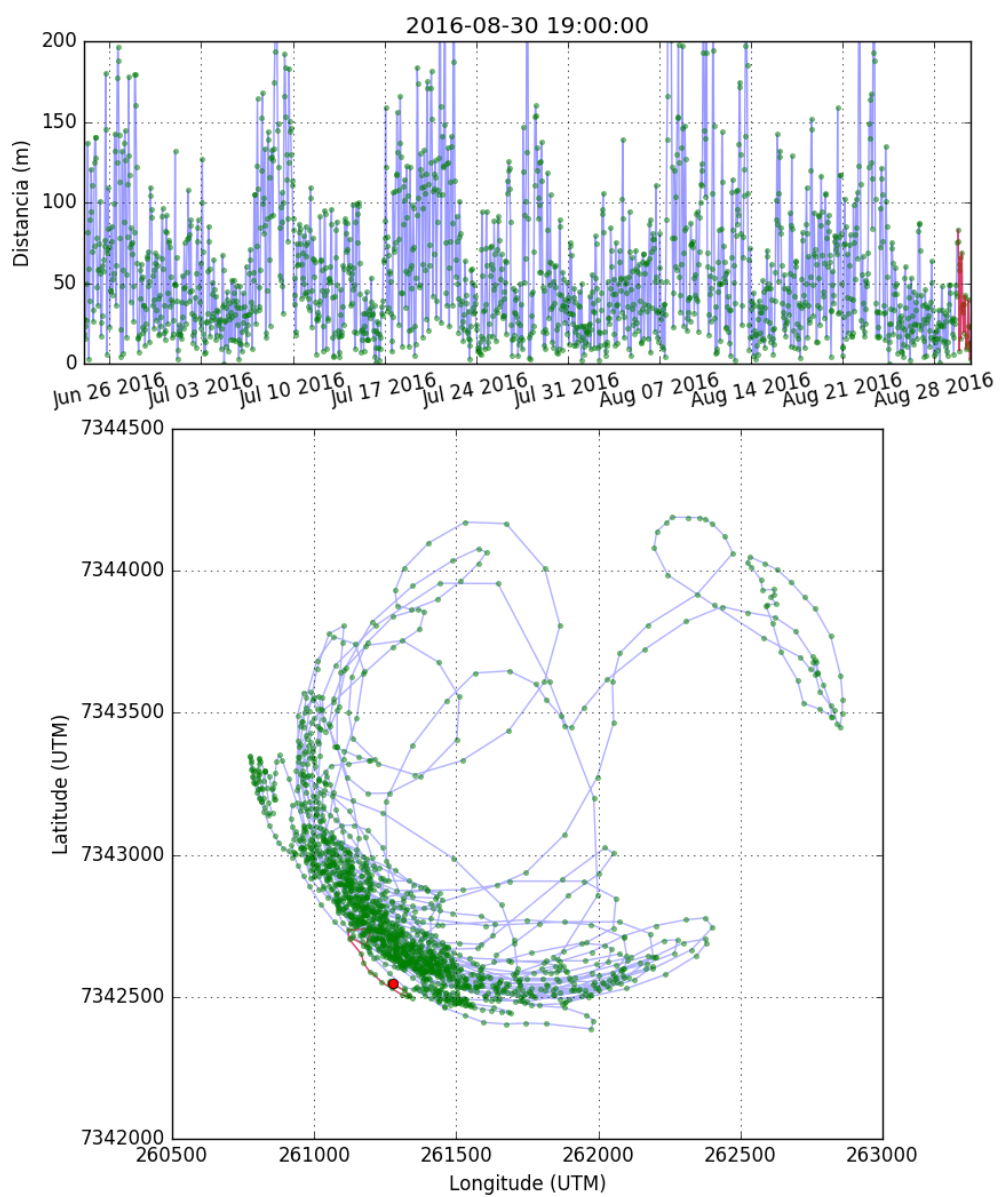 2016-08-30 19:00:00
200
150
100
50
0
Distancia (m)
Jun 26 2016 Jul 03 2016 Jul 10 2016 Jul 17 2016 Jul 24 2016 Jul 31 2016 Aug 07 2016 Aug 14 2016 Aug 21 2016 Aug 28 2016
7344500
7344000
7343500
7343000
7342500
7342000
Latitude (UTM)
260500 261000 261500 262000 262500 263000
Longitude (UTM)